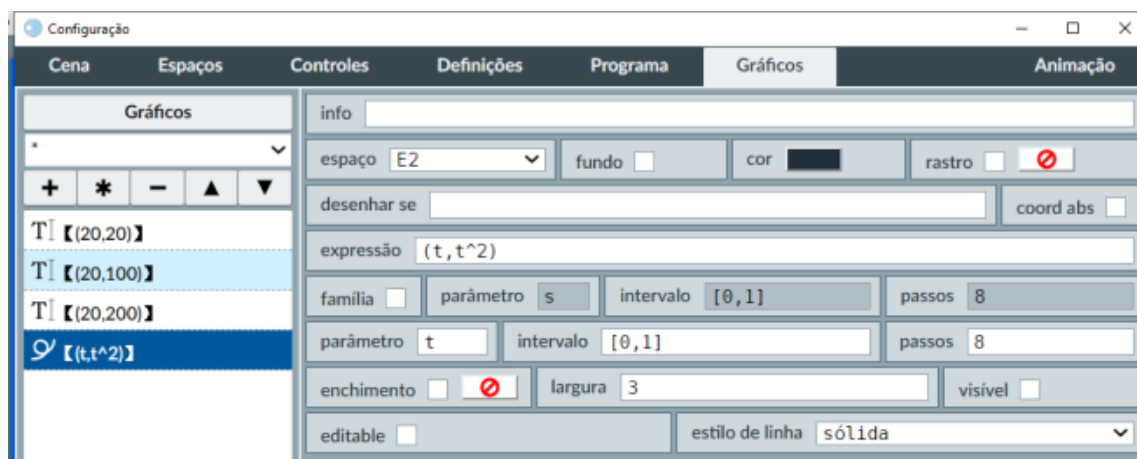 Configuração
Cena Espaços Controles Definições Programa Gráficos Animação
Gráficos
info
*
espaço E2 fundo cor rastro
+ * − ▲ ▼
desenhar se coord abs
T【(20,20)】
expressão (t,t^2)
T【(20,100)】
família parâmetro s intervalo [0,1] passos 8
T【(20,200)】
parâmetro t intervalo [0,1] passos 8
【(t,t^2)】
enchimento largura 3 visível
editable estilo de linha sólida